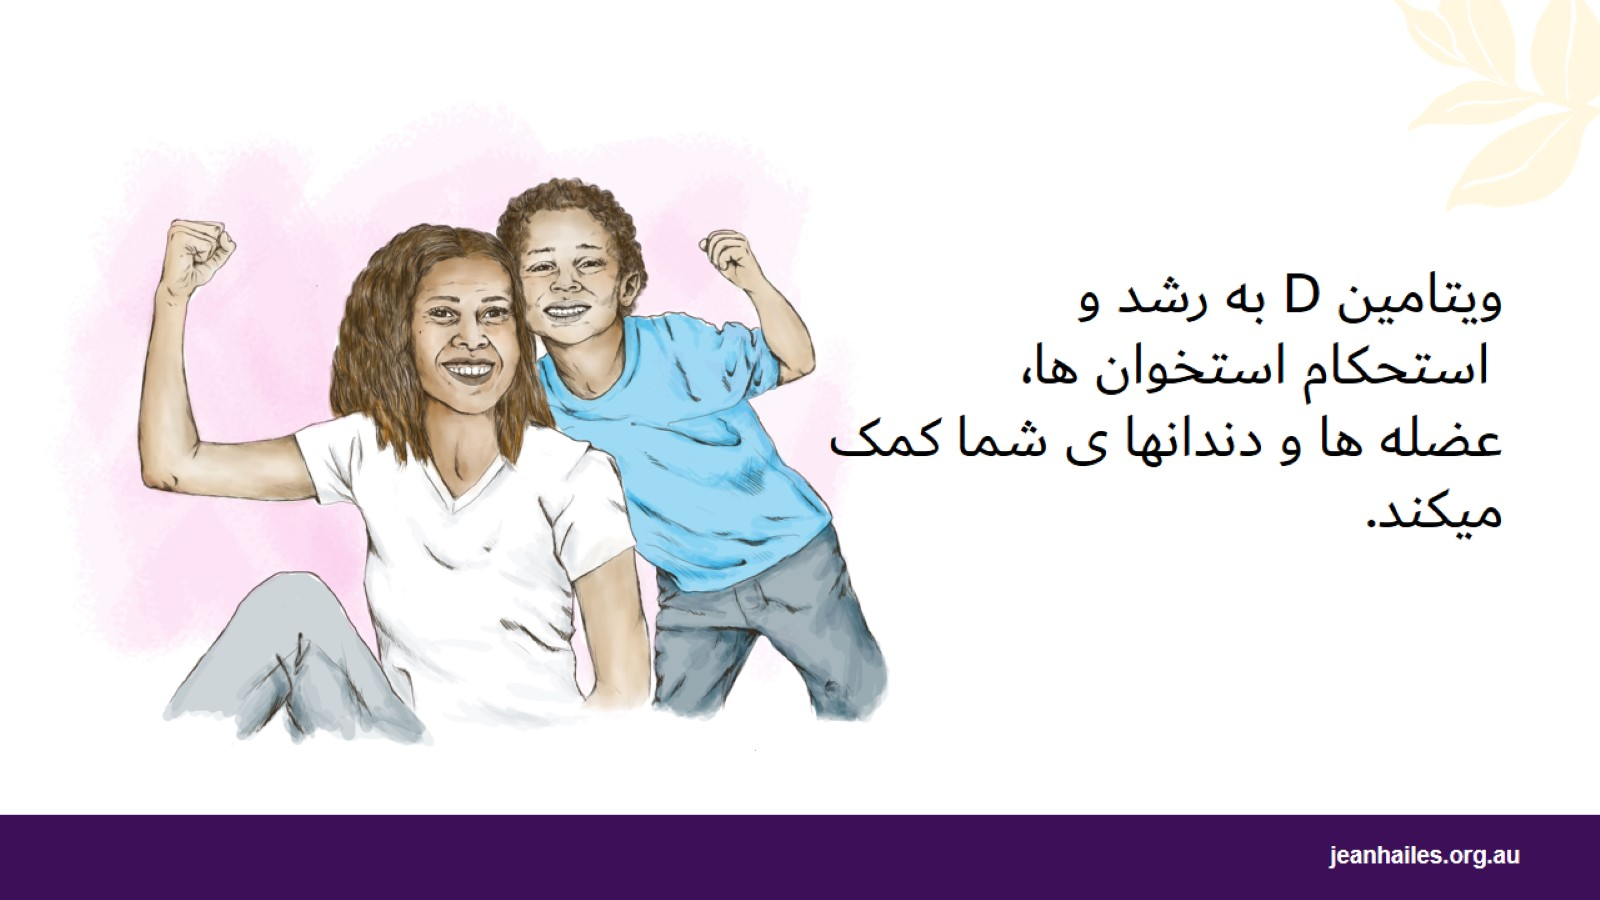 ویتامین D به رشد و
استحکام استخوان ها،
عضله ها و دندانها ی شما کمک
میکند.
jeanhailes.org.au